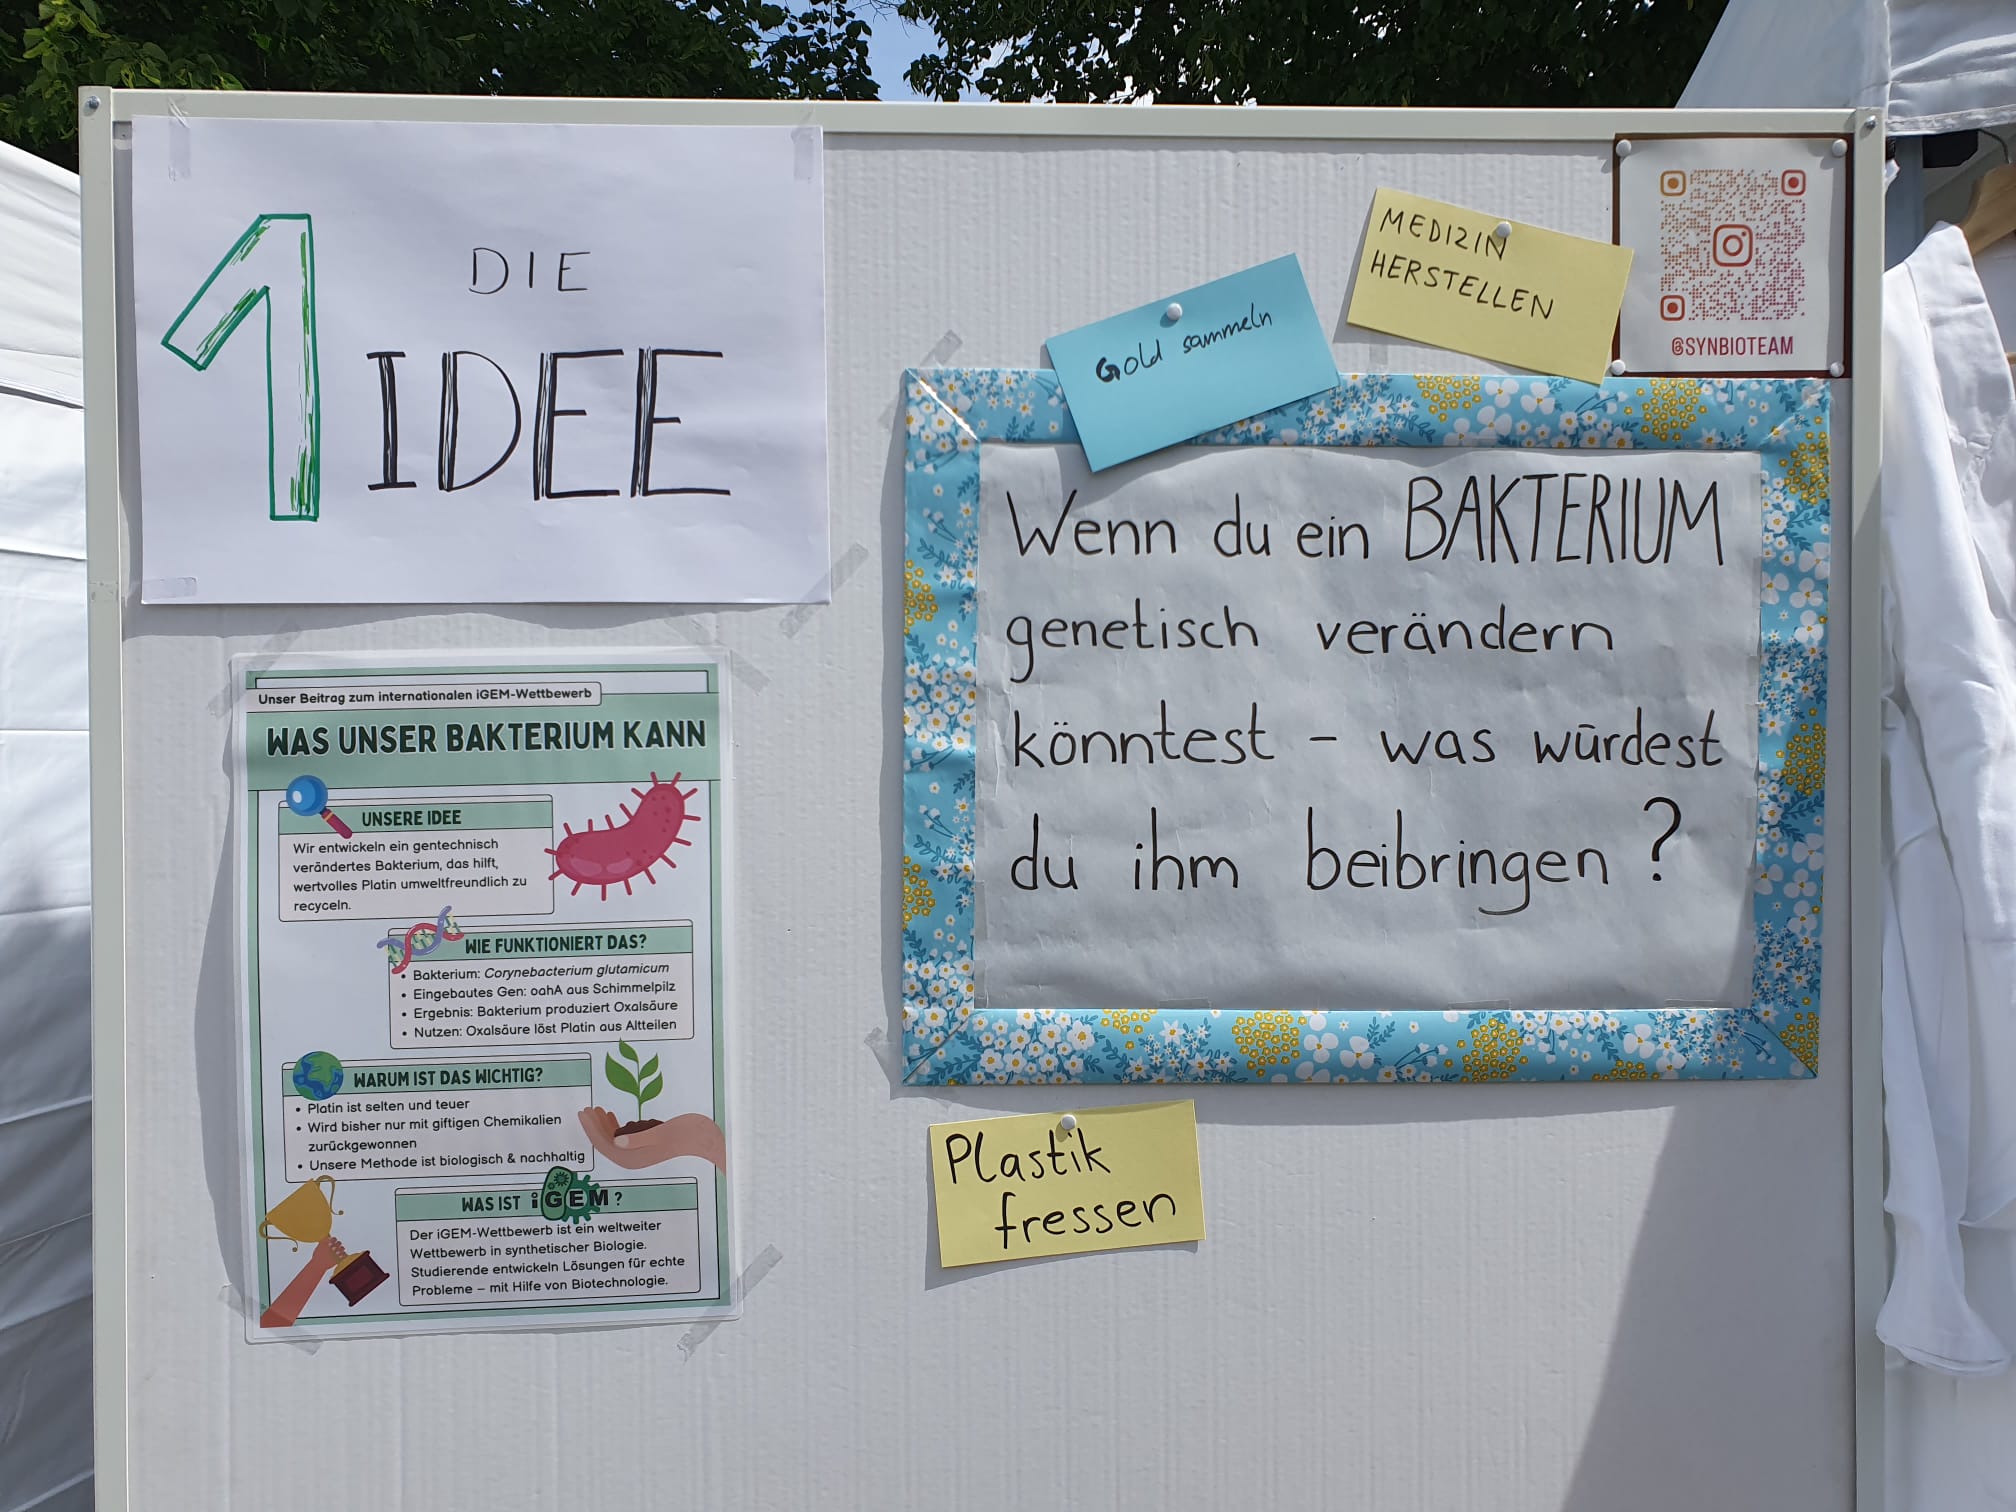 1
DIE
IDEE
Unser Beitrag zum internationalen iGEM-Wettbewerb
WAS UNSER BAKTERIUM KANN
UNSERE IDEE
Wir entwickeln ein gentechnisch
verändertes Bakterium, das hilft,
wertvolles Platin umweltfreundlich zu
recyceln.
WIE FUNKTIONIERT DAS?
• Bakterium: Corynebacterium glutamicum
• Eingebautes Gen: oahA aus Schimmelpilz
• Ergebnis: Bakterium produziert Oxalsäure
• Nutzen: Oxalsäure löst Platin aus Altteilen
WARUM IST DAS WICHTIG?
• Platin ist selten und teuer
• Wird bisher nur mit giftigen Chemikalien
zurückgewonnen
• Unsere Methode ist biologisch & nachhaltig
WAS IST iGEM?
Der iGEM-Wettbewerb ist ein weltweiter
Wettbewerb in synthetischer Biologie.
Studierende entwickeln Lösungen für echte
Probleme – mit Hilfe von Biotechnologie.
Gold sammeln
MEDIZIN
HERSTELLEN
@SYNBIOTEAM
Wenn du ein BAKTERIUM
genetisch verändern
könntest - was würdest
du ihm beibringen ?
Plastik
fressen